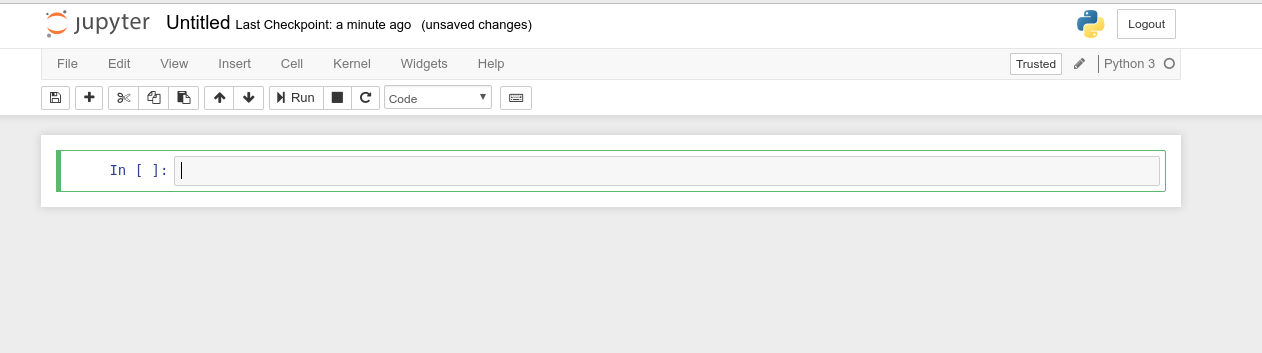 jupyter Untitled Last Checkpoint: a minute ago (unsaved changes) Logout
File Edit View Insert Cell Kernel Widgets Help Trusted Python 3
Run Code
In [ ]: